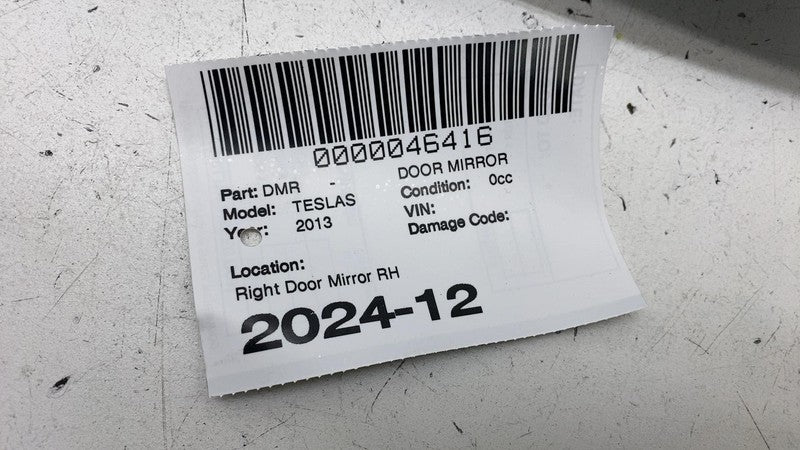 0000046416
Part: DMR - DOOR MIRROR
Model: TESLAS Condition: 0cc
Year: 2013 VIN:
Damage Code:
Location:
Right Door Mirror RH
2024-12